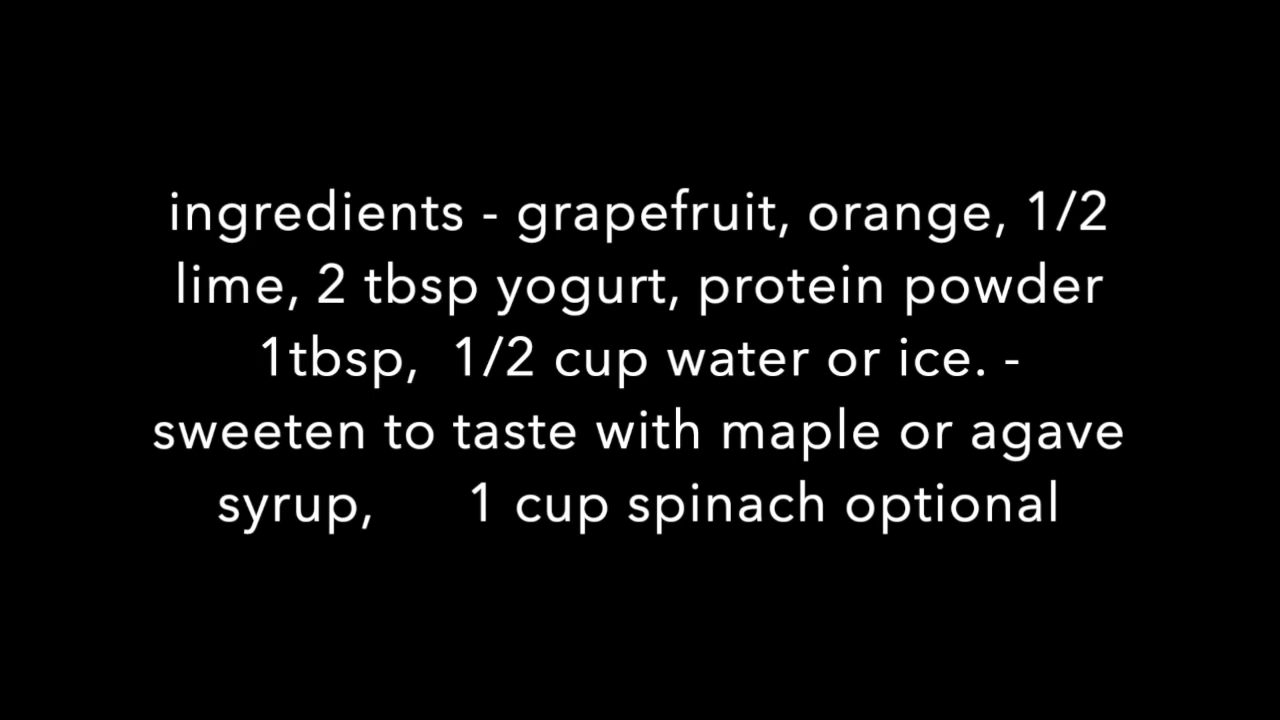 ingredients - grapefruit, orange, 1/2
lime, 2 tbsp yogurt, protein powder
1tbsp,  1/2 cup water or ice. -
sweeten to taste with maple or agave
syrup,      1 cup spinach optional